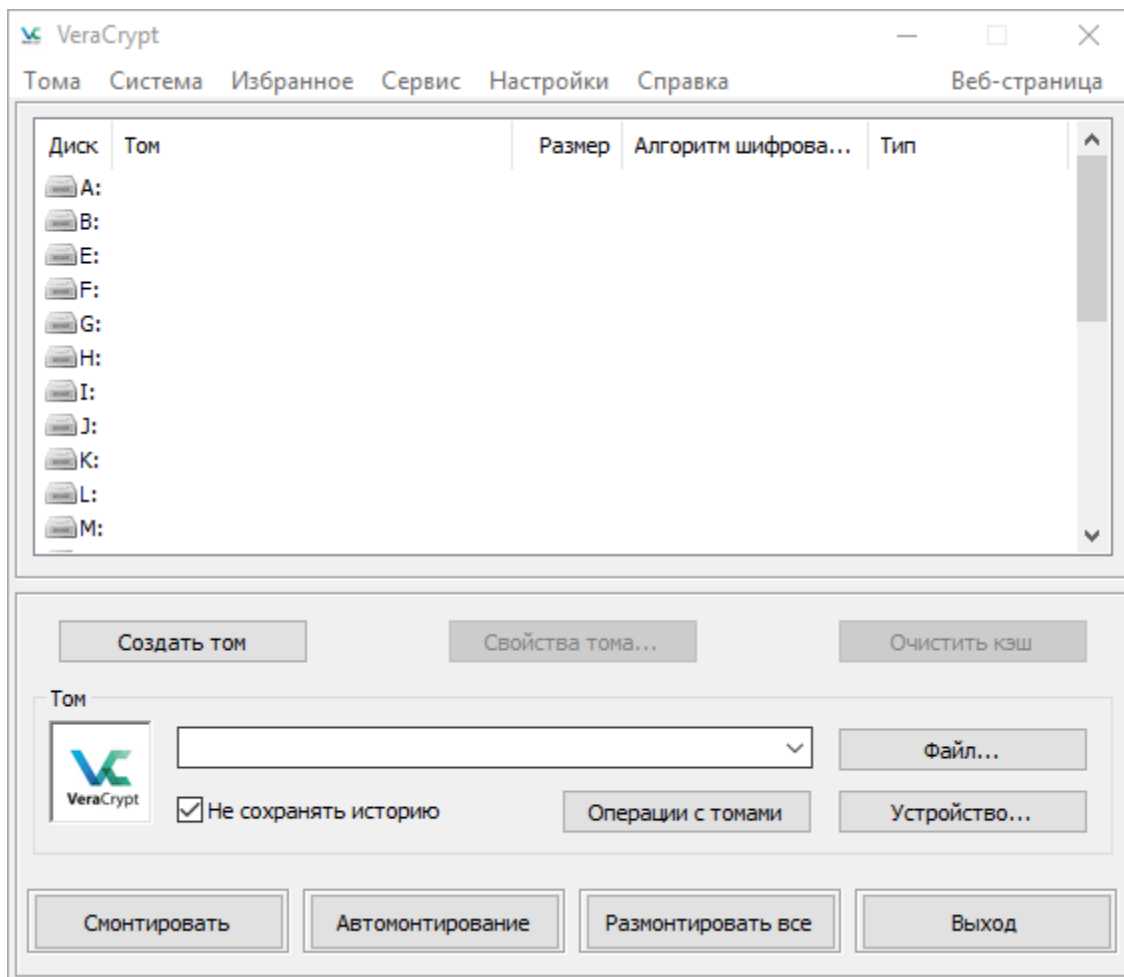 VeraCrypt
Тома Система Избранное Сервис Настройки Справка Веб-страница
Диск Том Размер Алгоритм шифрова... Тип
A:
B:
E:
F:
G:
H:
I:
J:
K:
L:
M:
Создать том Свойства тома... Очистить кэш
Том
VeraCrypt
Файл...
Не сохранять историю Операции с томами Устройство...
Смонтировать Автомонтирование Размонтировать все Выход